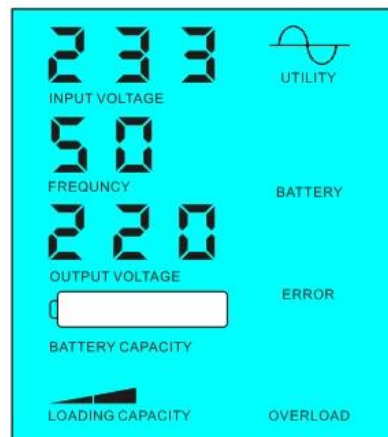 233
INPUT VOLTAGE
UTILITY
50
FREQUNCY
BATTERY
220
OUTPUT VOLTAGE
ERROR
BATTERY CAPACITY
LOADING CAPACITY
OVERLOAD